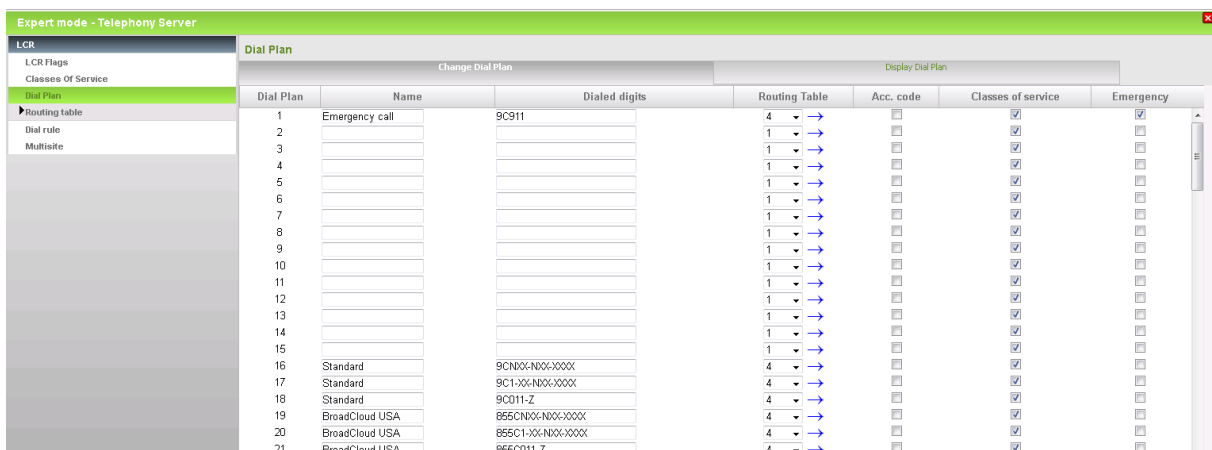 Expert mode - Telephony Server
LCR
LCR Flags
Classes Of Service
Dial Plan
Routing table
Dial rule
Multisite
Dial Plan
Change Dial Plan Display Dial Plan
Dial Plan Name Dialed digits Routing Table Acc. code Classes of service Emergency
1 Emergency call 9C911 4
2 1
3 1
4 1
5 1
6 1
7 1
8 1
9 1
10 1
11 1
12 1
13 1
14 1
15 1
16 Standard 9CNXX-NXX-XXXX 4
17 Standard 9C1-XX-NXX-XXXX 4
18 Standard 9C011-Z 4
19 BroadCloud USA 855CNXX-NXX-XXXX 4
20 BroadCloud USA 855C1-XX-NXX-XXXX 4
21 BroadCloud USA 855C011-Z 4